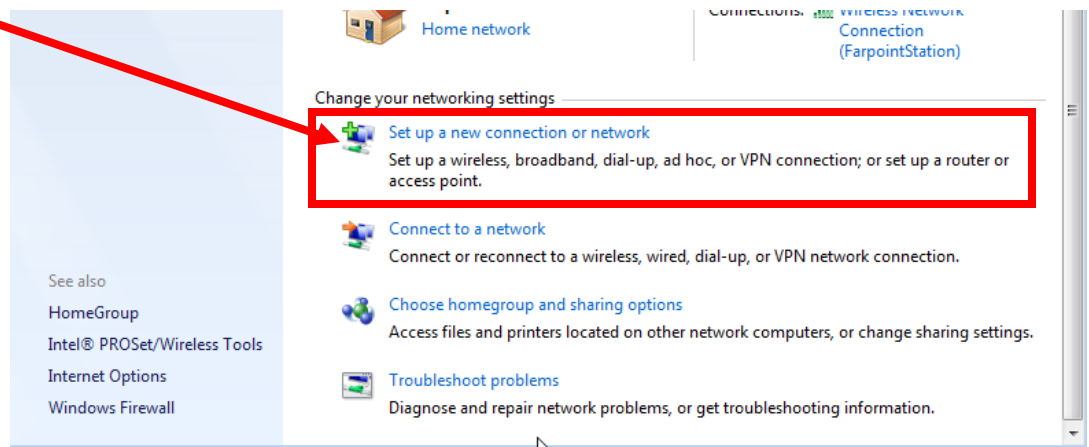 Connections: Wireless Network
Home network
Connection
(FarpointStation)
Change your networking settings
Set up a new connection or network
Set up a wireless, broadband, dial-up, ad hoc, or VPN connection; or set up a router or
access point.
Connect to a network
Connect or reconnect to a wireless, wired, dial-up, or VPN network connection.
Choose homegroup and sharing options
Access files and printers located on other network computers, or change sharing settings.
Troubleshoot problems
Diagnose and repair network problems, or get troubleshooting information.
See also
HomeGroup
Intel® PROSet/Wireless Tools
Internet Options
Windows Firewall